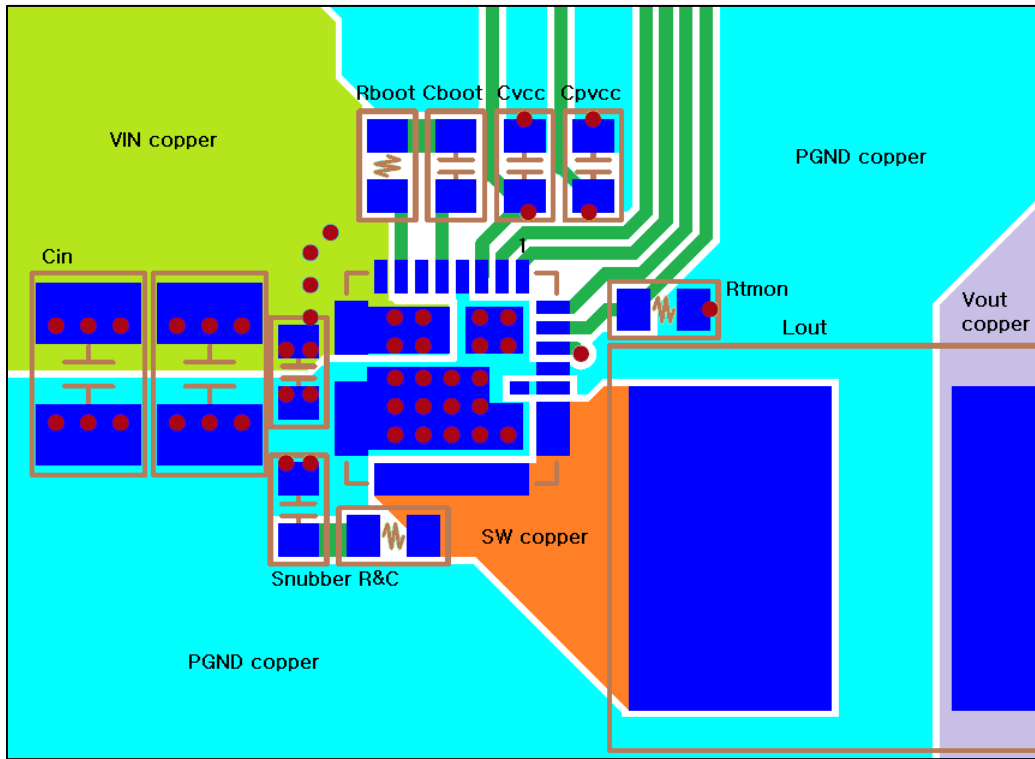 Rboot Cboot Cvcc Cpvcc
VIN copper
PGND copper
1
Cin
Rtmon
Vout
copper
Lout
SW copper
Snubber R&C
PGND copper